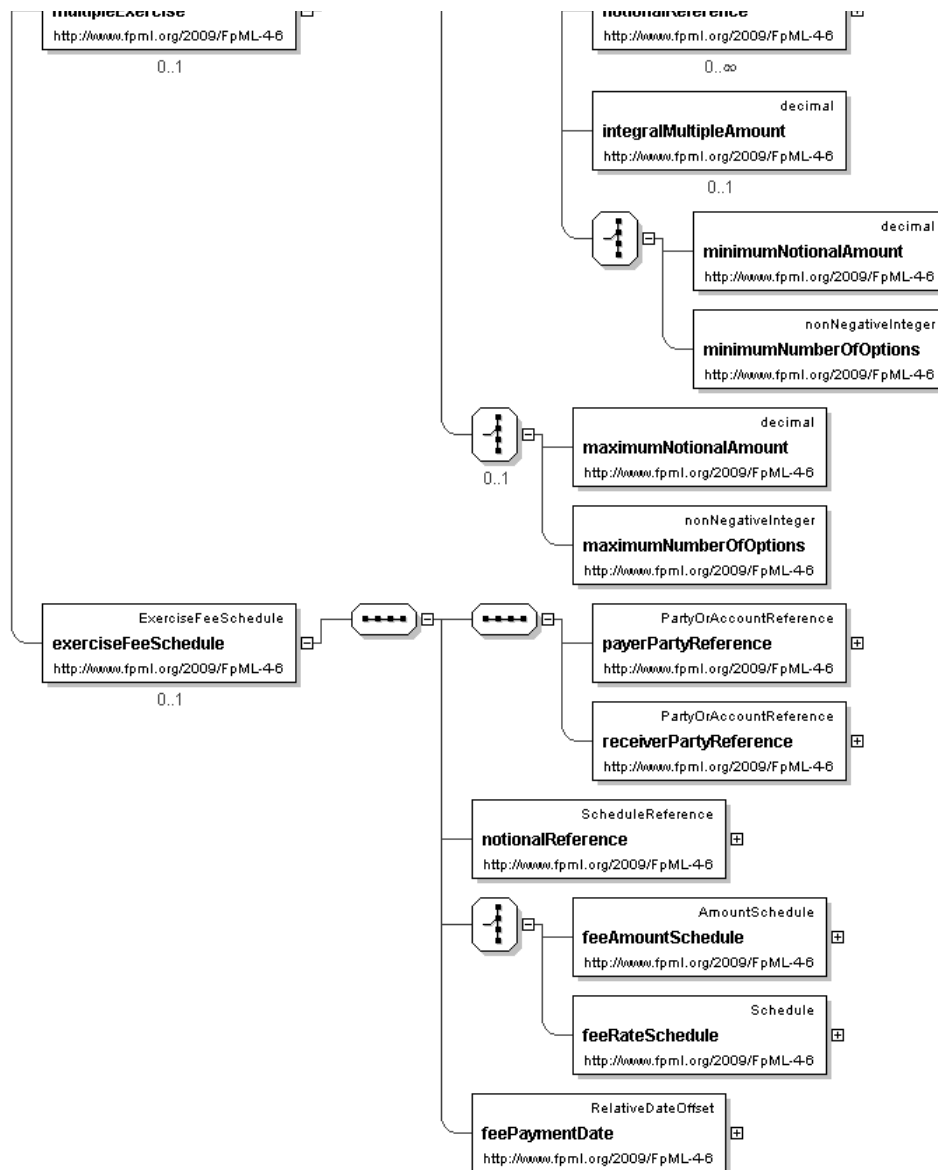 multipleExercise
http://www.fpml.org/2009/FpML-4-6
0..1
notionalReference
http://www.fpml.org/2009/FpML-4-6
0..∞
decimal
integralMultipleAmount
http://www.fpml.org/2009/FpML-4-6
0..1
decimal
minimumNotionalAmount
http://www.fpml.org/2009/FpML-4-6
nonNegativeInteger
minimumNumberOfOptions
http://www.fpml.org/2009/FpML-4-6
decimal
maximumNotionalAmount
http://www.fpml.org/2009/FpML-4-6
0..1
nonNegativeInteger
maximumNumberOfOptions
http://www.fpml.org/2009/FpML-4-6
ExerciseFeeSchedule
exerciseFeeSchedule
http://www.fpml.org/2009/FpML-4-6
0..1
PartyOrAccountReference
payerPartyReference
http://www.fpml.org/2009/FpML-4-6
PartyOrAccountReference
receiverPartyReference
http://www.fpml.org/2009/FpML-4-6
ScheduleReference
notionalReference
http://www.fpml.org/2009/FpML-4-6
AmountSchedule
feeAmountSchedule
http://www.fpml.org/2009/FpML-4-6
Schedule
feeRateSchedule
http://www.fpml.org/2009/FpML-4-6
RelativeDateOffset
feePaymentDate
http://www.fpml.org/2009/FpML-4-6